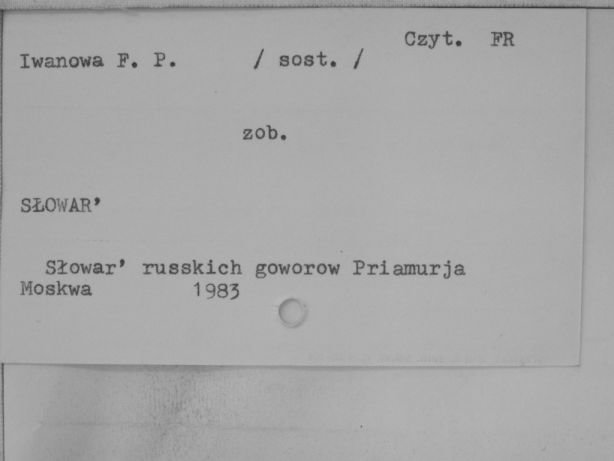 Czyt. FR
Iwanowa F. P. / sost. /
zob.
SŁOWAR’
Słowar’ russkich goworow Priamurja
Moskwa 1983